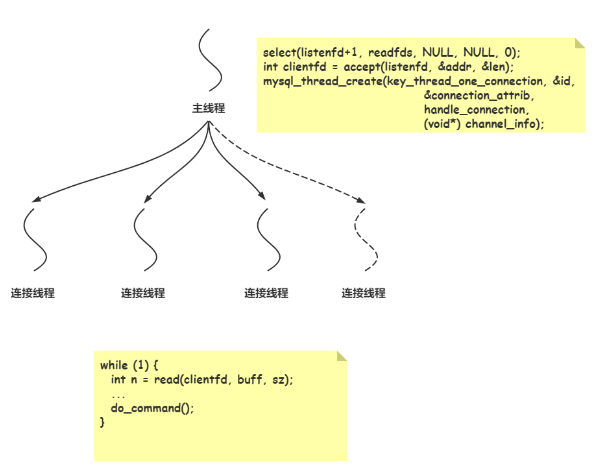 select(listenfd+1, readfds, NULL, NULL, 0);
int clientfd = accept(listenfd, &addr, &len);
mysql_thread_create(key_thread_one_connection, &id,
&connection_attrib,
handle_connection,
(void*) channel_info);
主线程
连接线程 连接线程 连接线程 连接线程
while (1) {
int n = read(clientfd, buff, sz);
...
do_command();
}